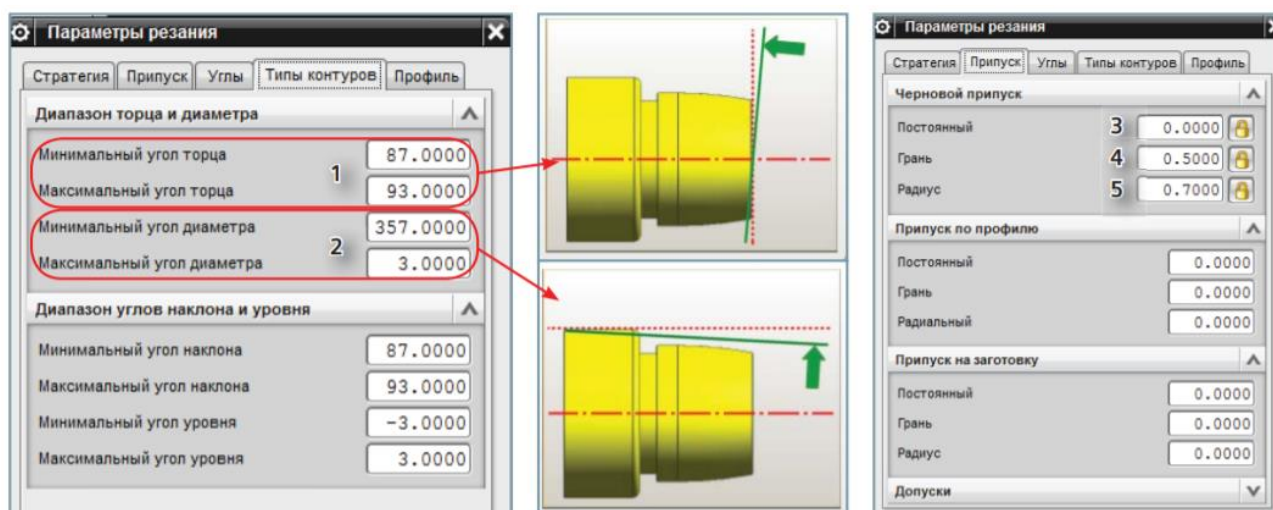 Параметры резания
Стратегия Припуск Углы Типы контуров Профиль
Диапазон торца и диаметра
Минимальный угол торца 87.0000
1
Максимальный угол торца 93.0000
Минимальный угол диаметра 357.0000
2
Максимальный угол диаметра 3.0000
Диапазон углов наклона и уровня
Минимальный угол наклона 87.0000
Максимальный угол наклона 93.0000
Минимальный угол уровня -3.0000
Максимальный угол уровня 3.0000
Параметры резания
Стратегия Припуск Углы Типы контуров Профиль
Черновой припуск
Постоянный 3 0.0000
Грань 4 0.5000
Радиус 5 0.7000
Припуск по профилю
Постоянный 0.0000
Грань 0.0000
Радиальный 0.0000
Припуск на заготовку
Постоянный 0.0000
Грань 0.0000
Радиус 0.0000
Допуски